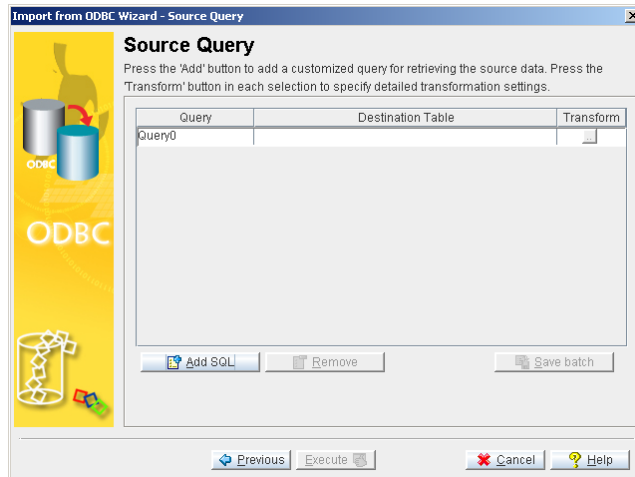 Import from ODBC Wizard - Source Query
Source Query
Press the 'Add' button to add a customized query for retrieving the source data. Press the
'Transform' button in each selection to specify detailed transformation settings.
Query Destination Table Transform
Query0 ...
ODBC
ODBC
Add SQL Remove Save batch
Previous Execute Cancel Help